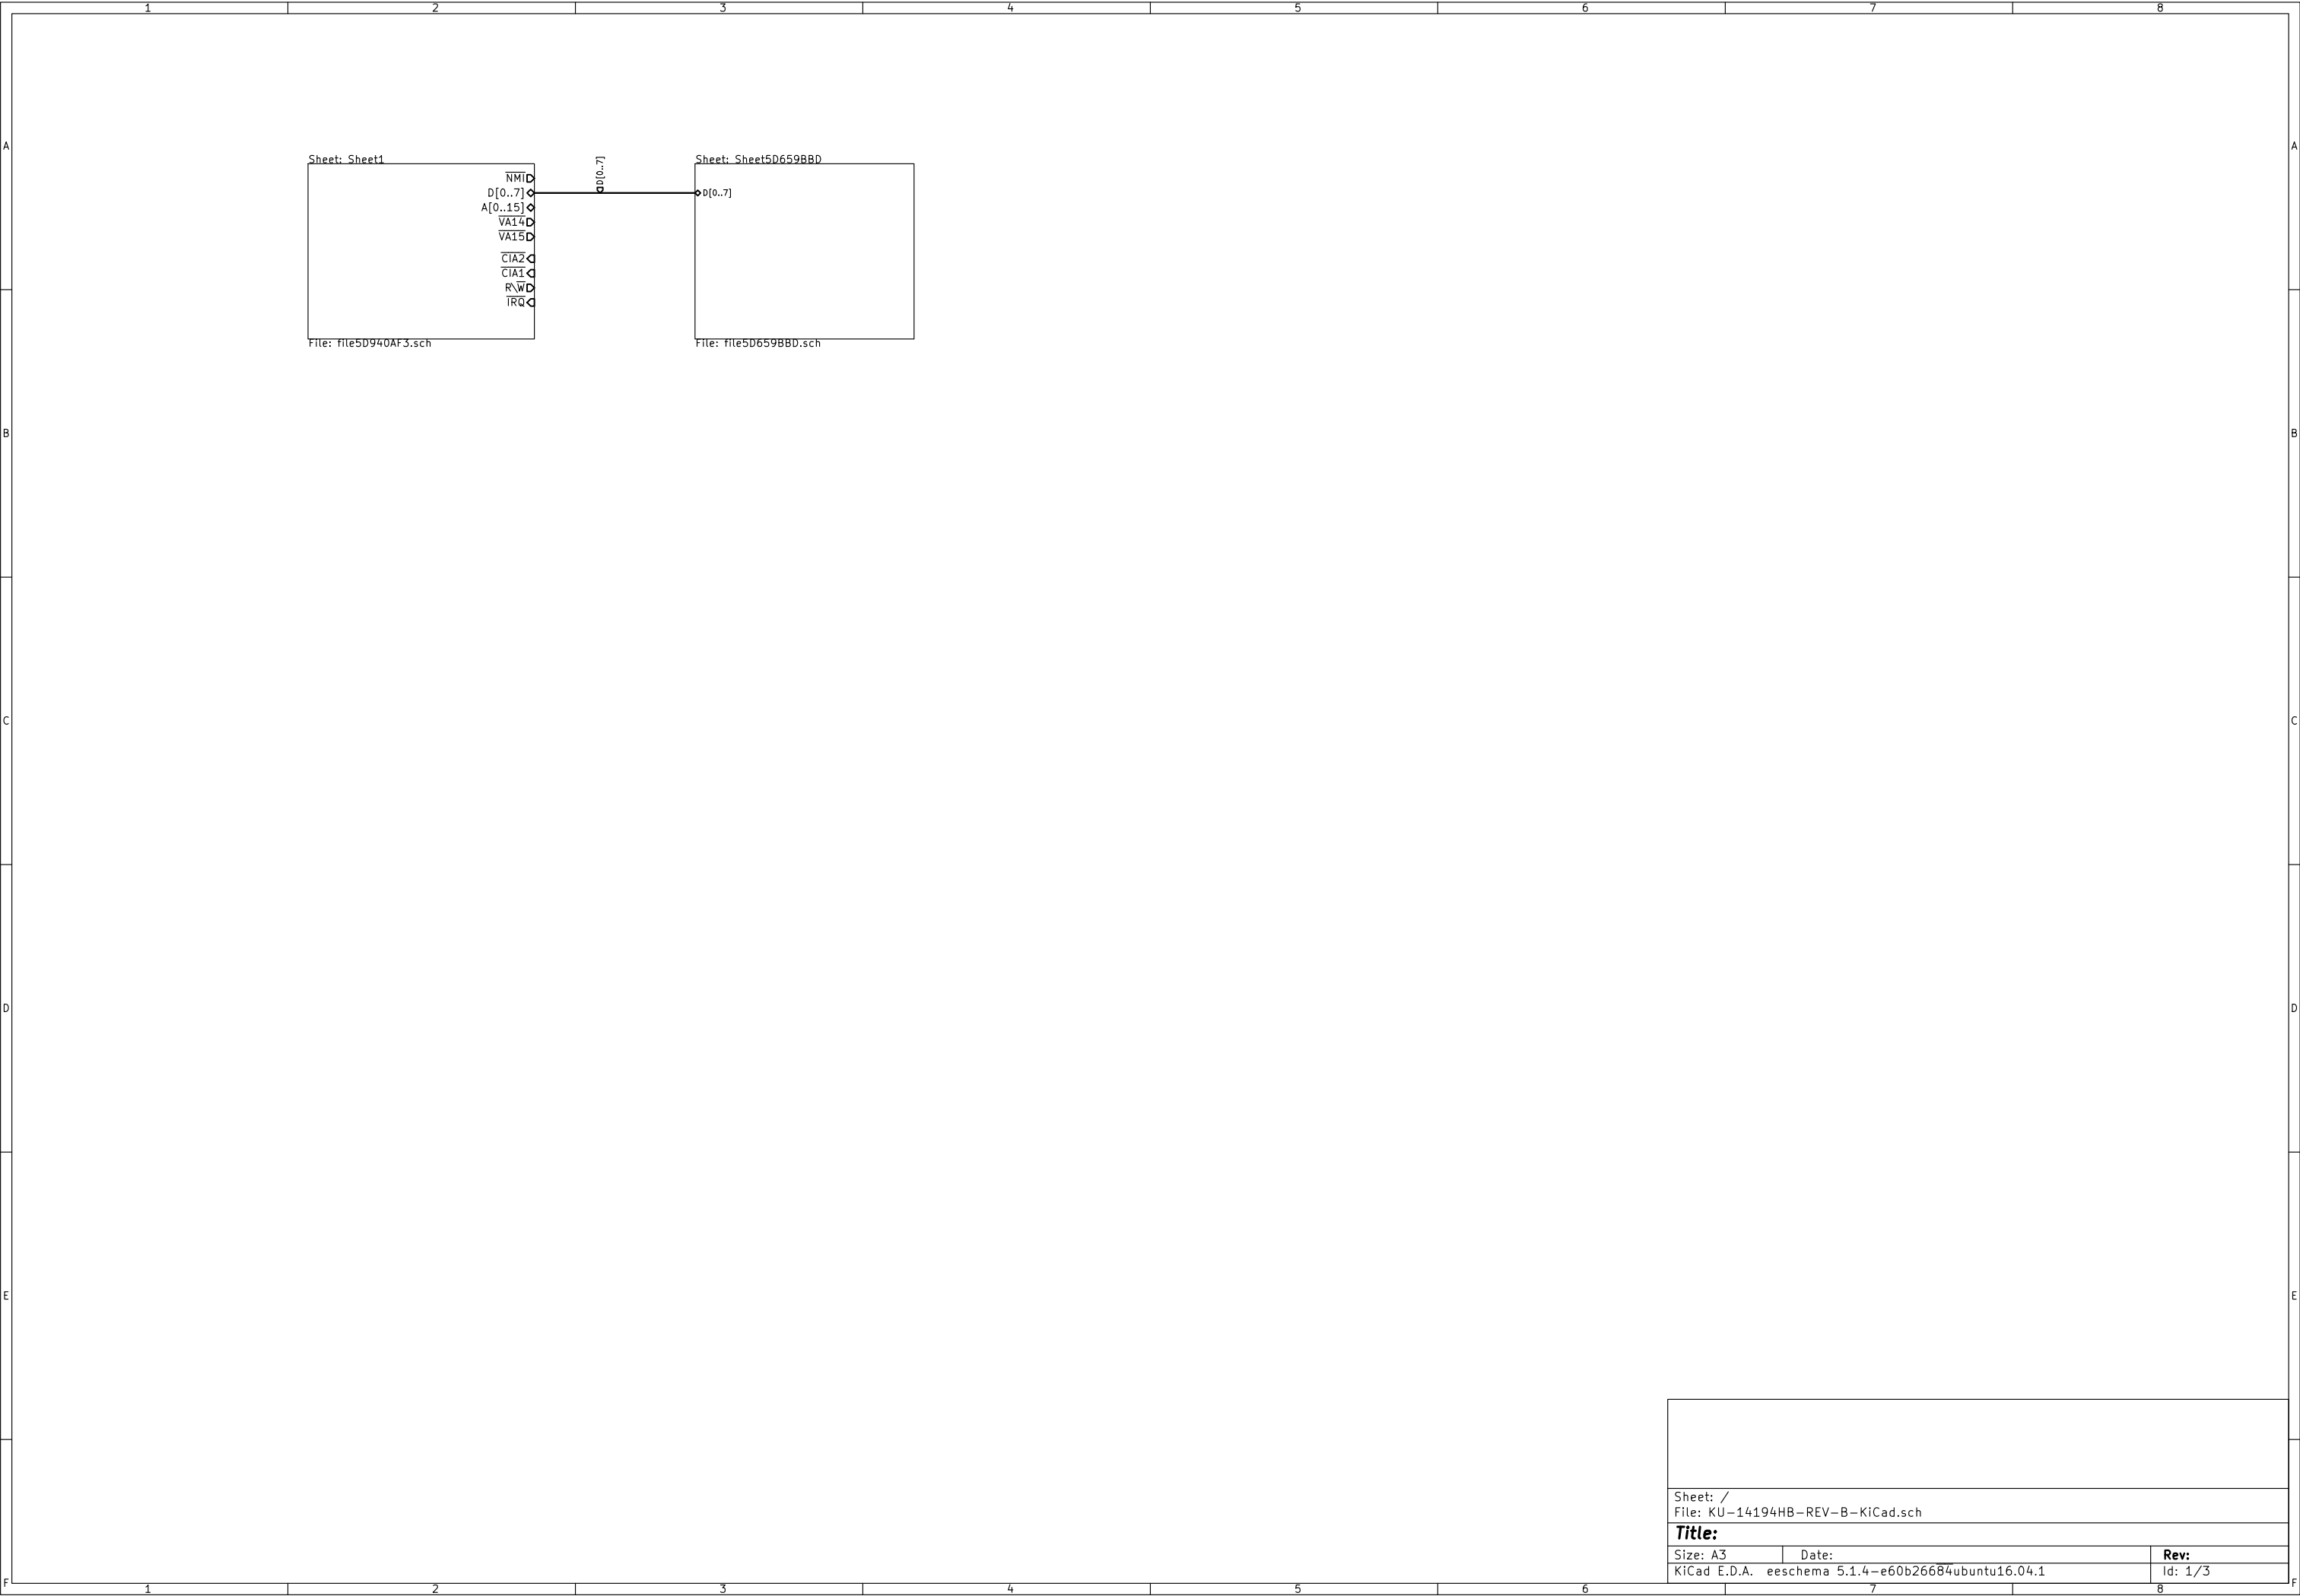 1 2 3 4 5 6 7 8
A A
Sheet: Sheet1
NMI
D[0..7]
A[0..15]
VA14
VA15
CIA2
CIA1
R\W
IRQ
File: file5D940AF3.sch
D[0..7]
Sheet: Sheet5D659BBD
D[0..7]
File: file5D659BBD.sch
B B
C C
D D
E E
Sheet: /
File: KU-14194HB-REV-B-KiCad.sch
Title:
Size: A3 Date: Rev:
KiCad E.D.A. eeschema 5.1.4-e60b26684ubuntu16.04.1 Id: 1/3
F F
1 2 3 4 5 6 7 8